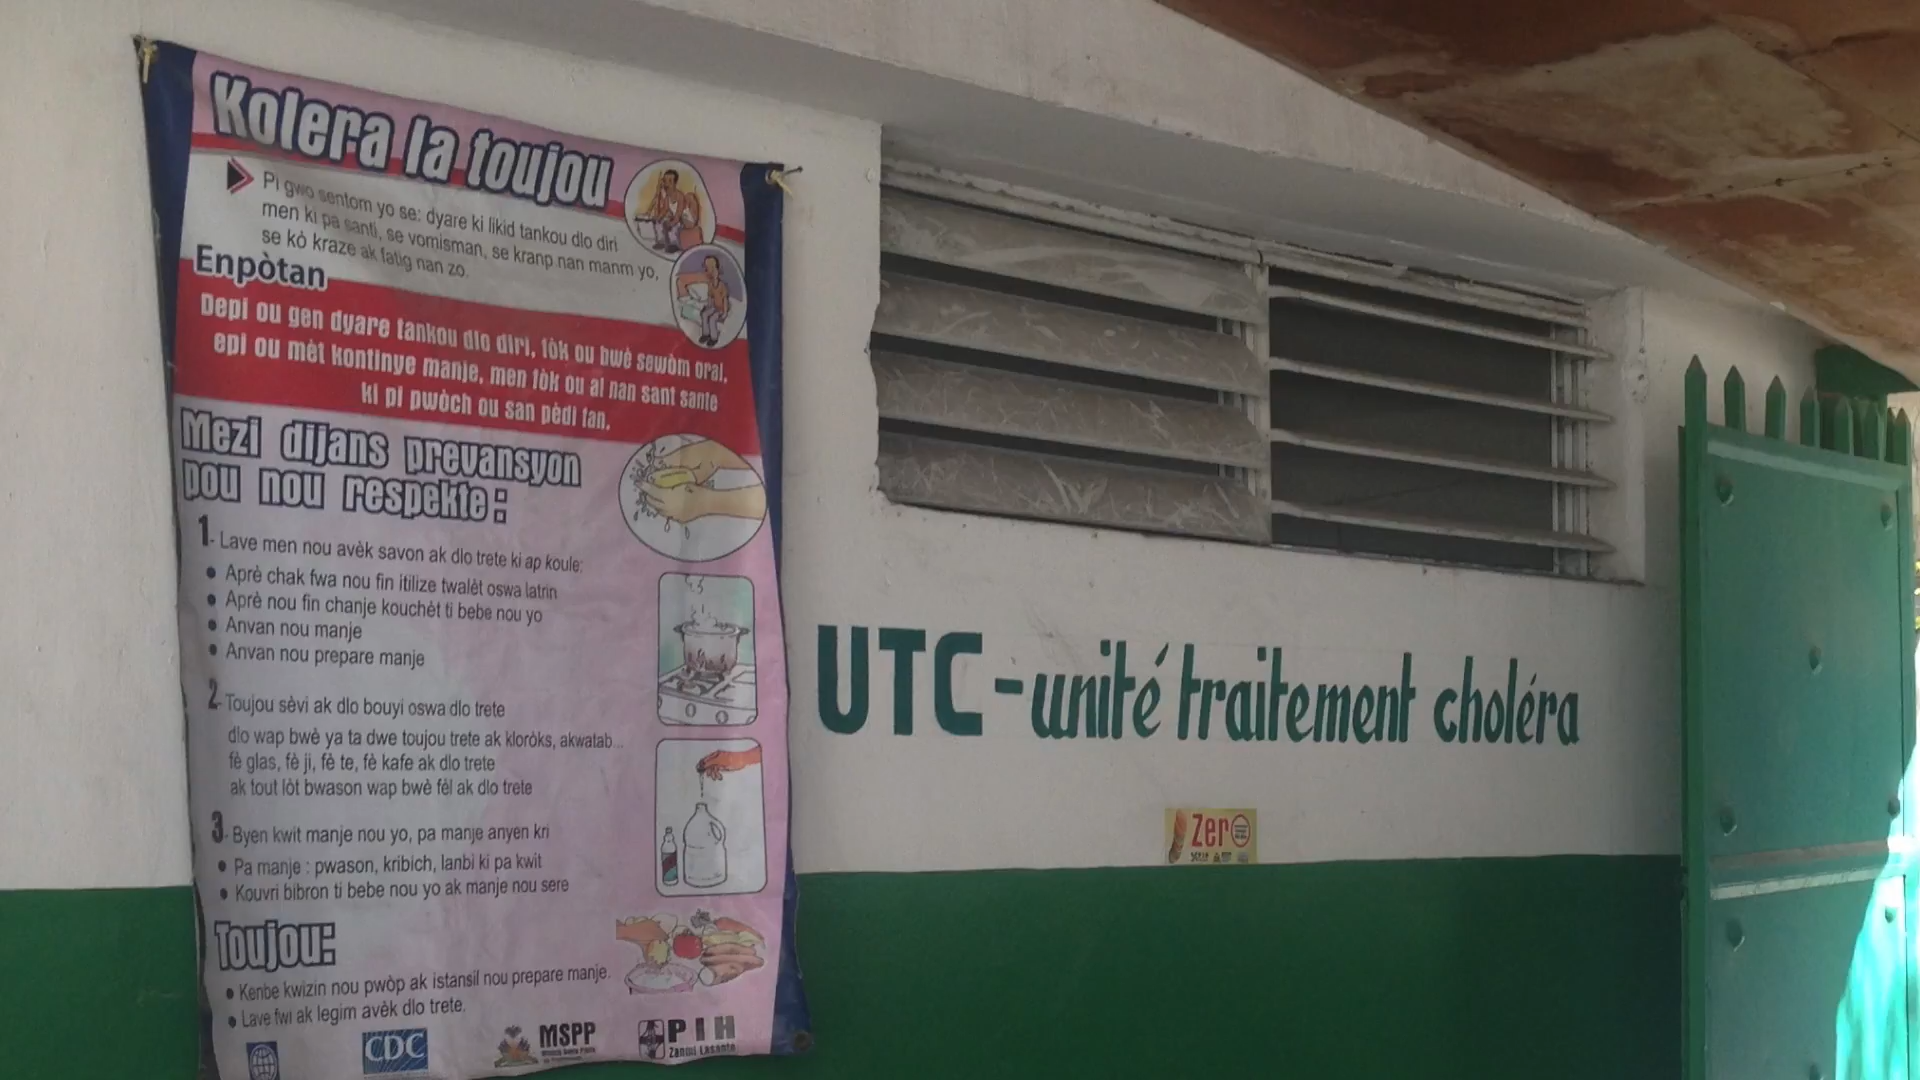 Kolera la toujou
Pi gwo sentom yo se: dyare ki likid tankou dlo diri
men ki pa santi, se vomisman, se kranp nan manm yo,
se kò kraze ak fatig nan zo.
Enpòtan
Depi ou gen dyare tankou dlo diri, fòk ou bwè sewòm oral,
epi ou mèt kontinye manje, men fòk ou al nan sant sante
ki pi pwòch ou san pèdi tan.
Mezi dijans prevansyon
pou nou respekte:
1- Lave men nou avèk savon ak dlo trete ki ap koule:
• Aprè chak fwa nou fin itilize twalèt oswa latrin
• Aprè nou fin chanje kouchèt ti bebe nou yo
• Anvan nou manje
• Anvan nou prepare manje
2- Toujou sèvi ak dlo bouyi oswa dlo trete
dlo wap bwè ya ta dwe toujou trete ak kloròks, akwatab...
fè glas, fè ji, fè te, fè kafe ak dlo trete
ak tout lòt bwason wap bwè fèl ak dlo trete
3- Byen kwit manje nou yo, pa manje anyen kri
• Pa manje : pwason, kribich, lanbi ki pa kwit
• Kouvri bibron ti bebe nou yo ak manje nou sere
Toujou:
• Kenbe kwizin nou pwòp ak istansil nou prepare manje.
• Lave fwi ak legim avèk dlo trete.
CDC
MSPP
PIH
Zanmi Lasante
UTC - unité traitement choléra
Zero